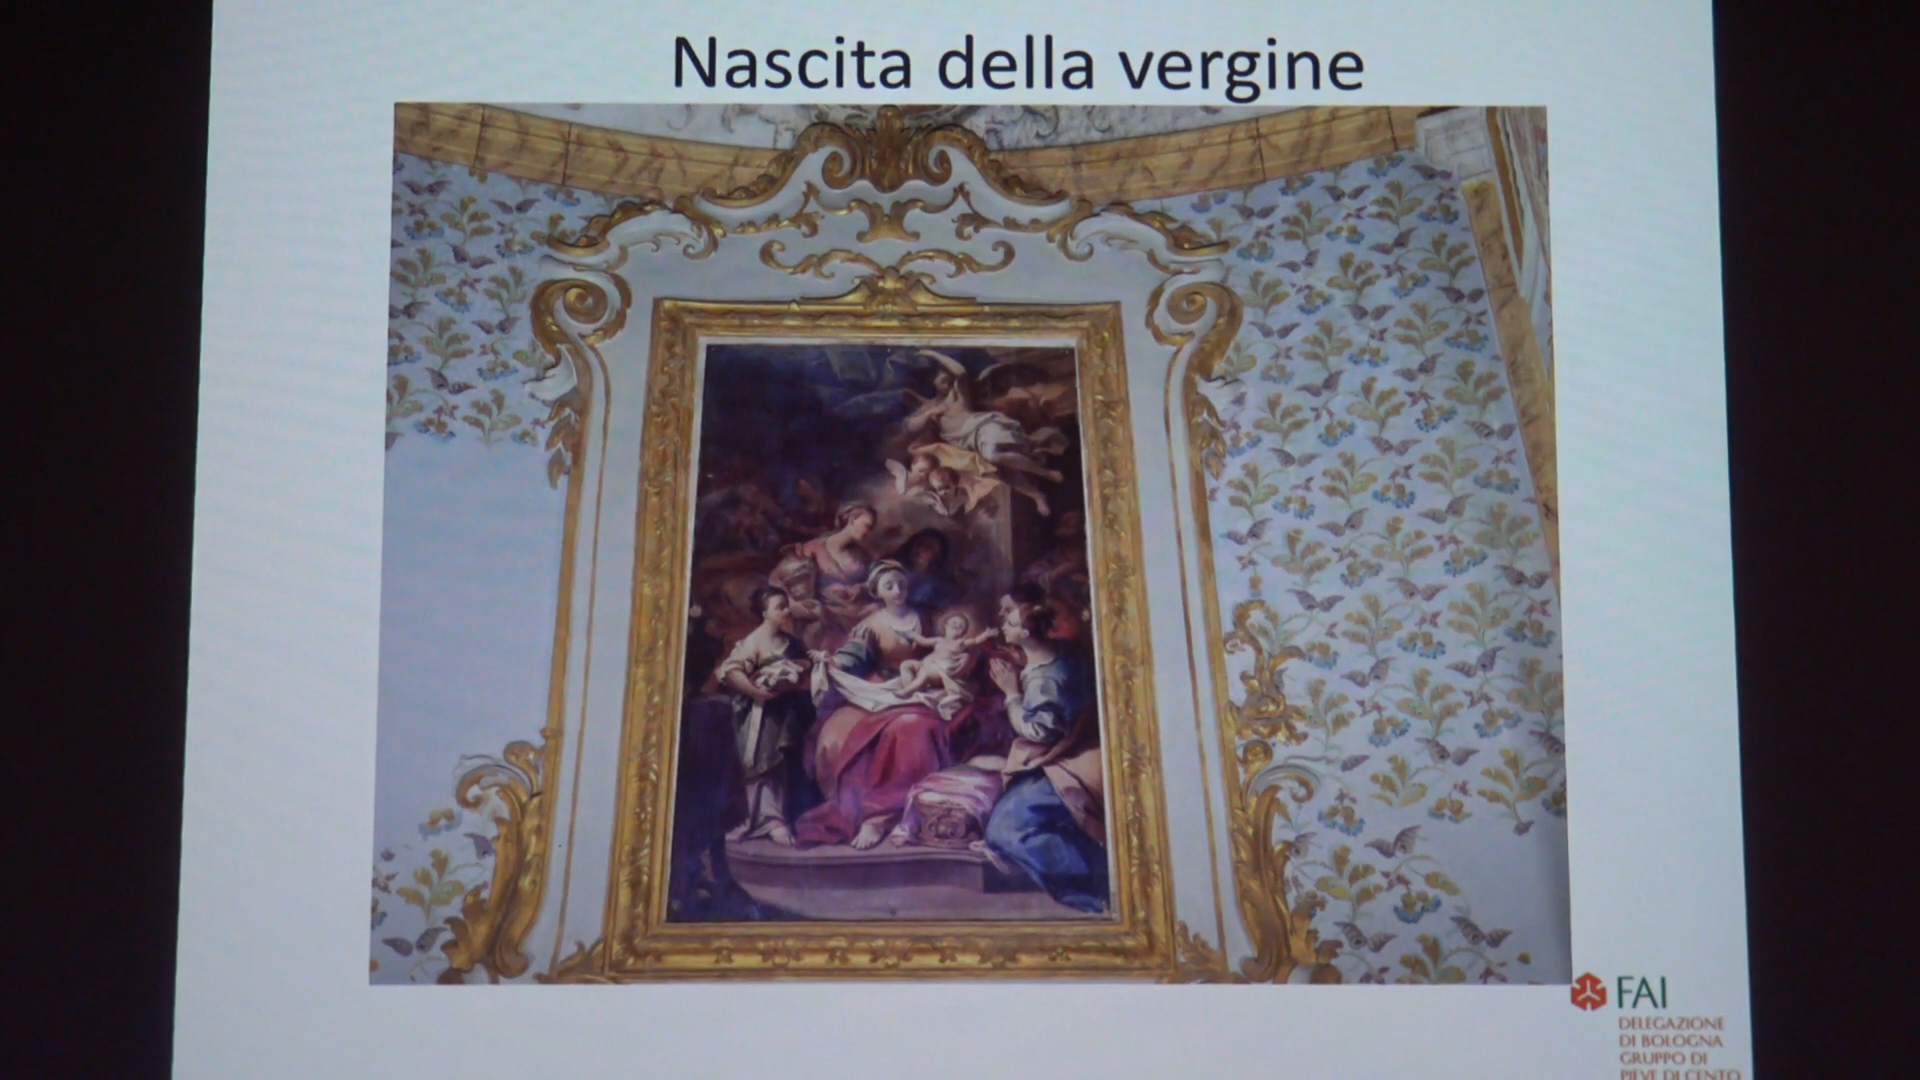 Nascita della vergine
FAI
DELEGAZIONE
DI BOLOGNA
GRUPPO DI
PIEVE DI CENTO